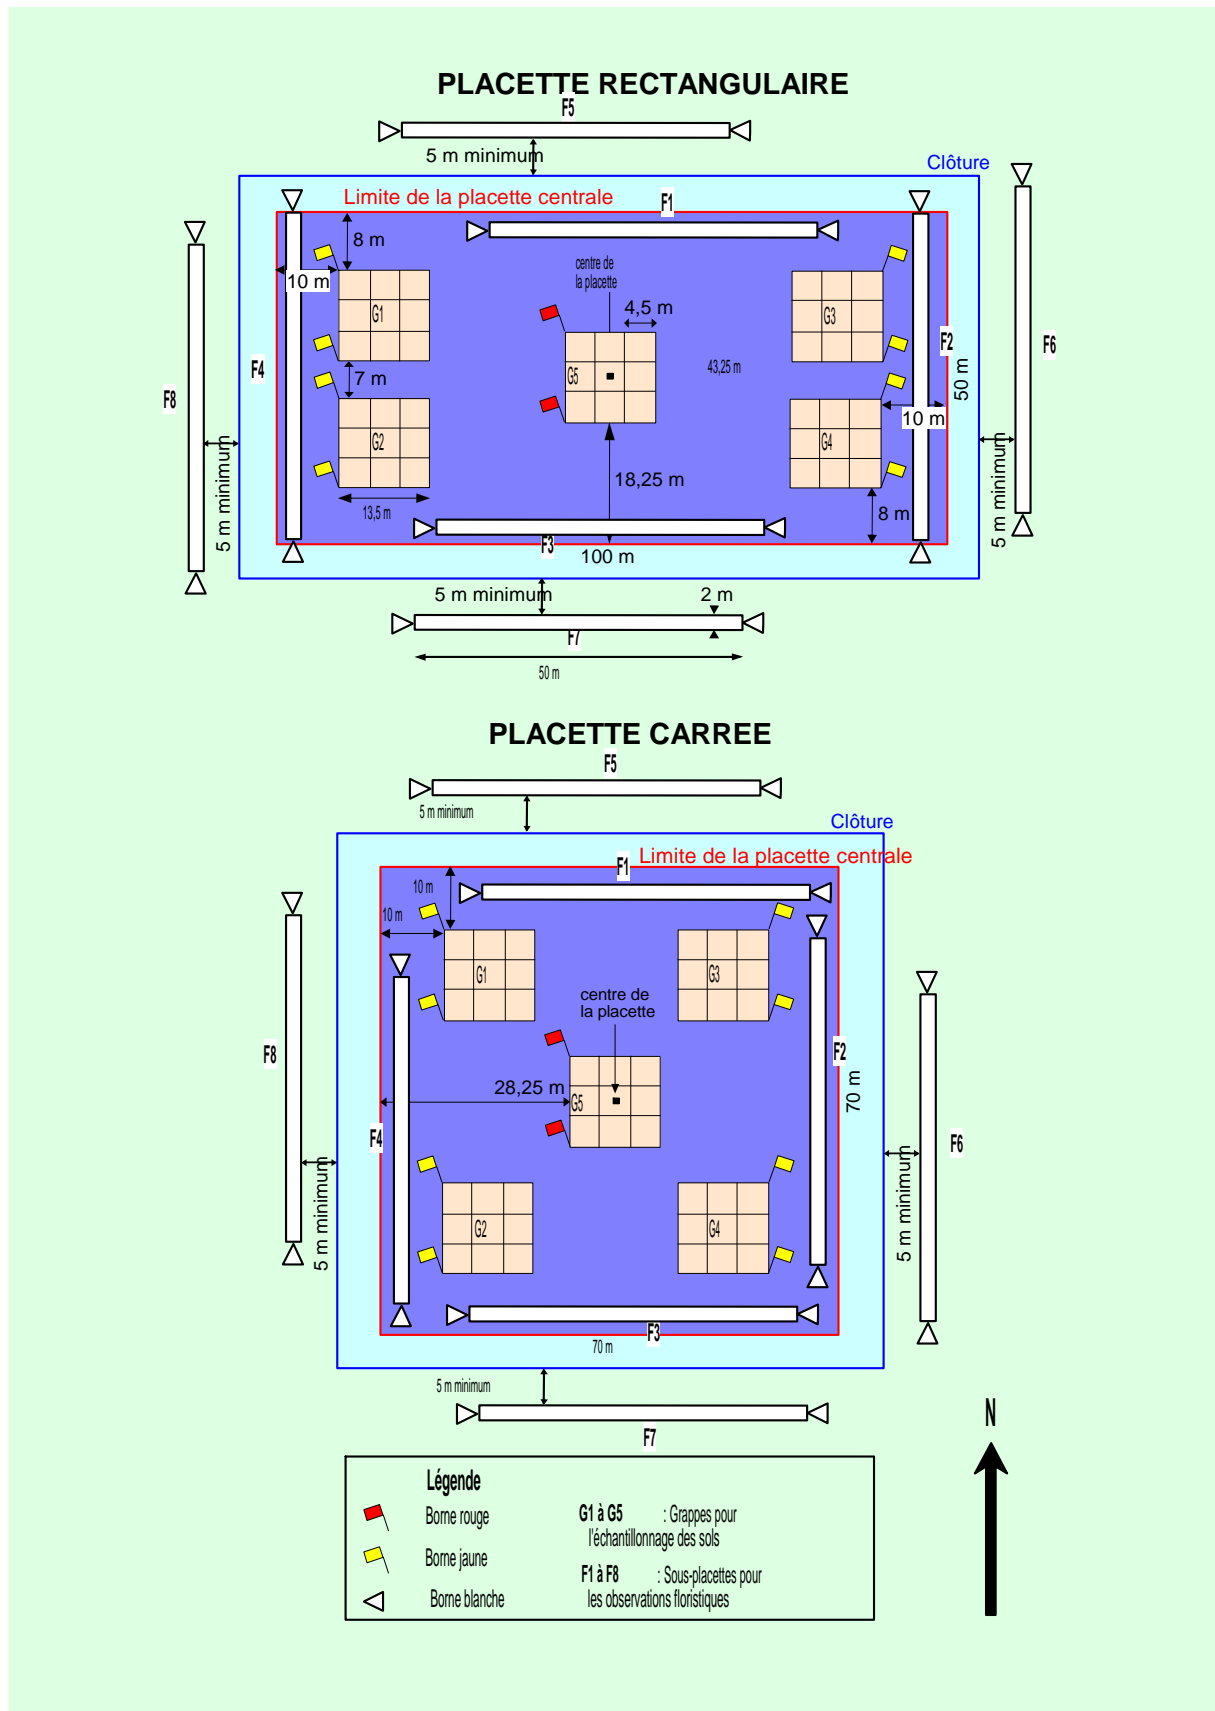 PLACETTE RECTANGULAIRE
F5
5 m minimum
Clôture
Limite de la placette centrale
F1
8 m
10 m
centre de
la placette
4,5 m
G1
G3
F2
F6
F4
G5
43,25 m
50 m
7 m
F8
10 m
G2
G4
5 m minimum
18,25 m
5 m minimum
13,5 m
8 m
F3
100 m
5 m minimum
2 m
F7
50 m
PLACETTE CARREE
F5
5 m minimum
Clôture
Limite de la placette centrale
F1
10 m
10 m
G1
G3
centre de
la placette
F8
F2
28,25 m
G5
70 m
F4
F6
5 m minimum
5 m minimum
G2
G4
F3
70 m
5 m minimum
F7
N
Légende
Borne rouge
G1 à G5 : Grappes pour
l'échantillonnage des sols
Borne jaune
F1 à F8 : Sous-placettes pour
les observations floristiques
Borne blanche